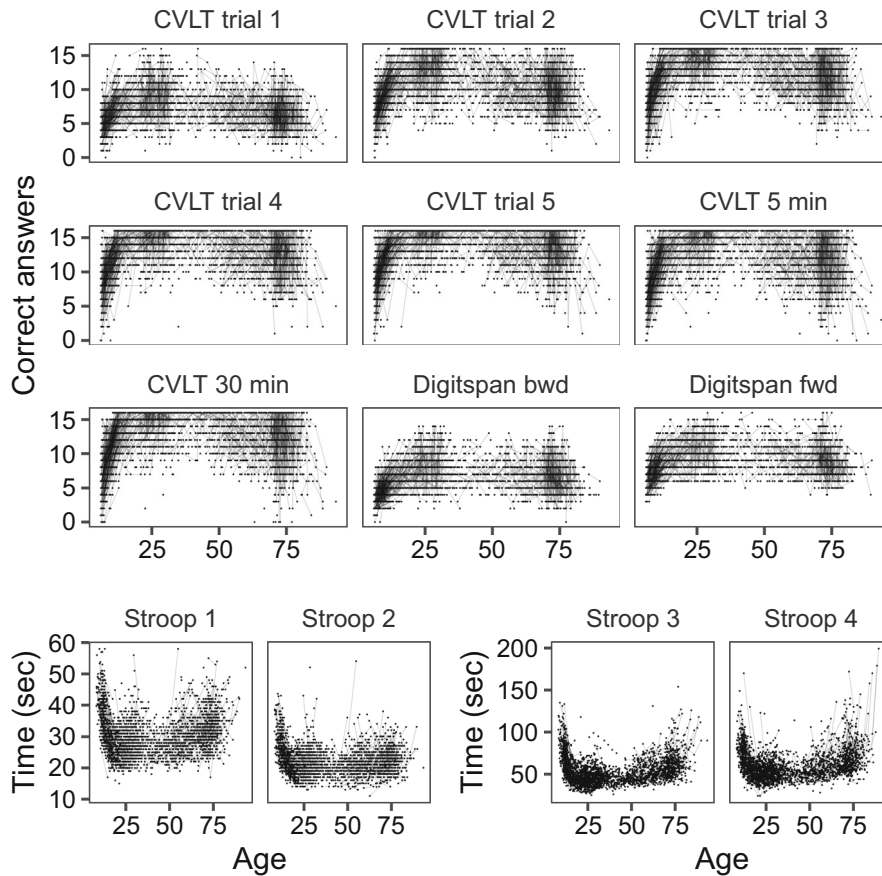 CVLT trial 1 CVLT trial 2 CVLT trial 3
15
10
5
0
CVLT trial 4 CVLT trial 5 CVLT 5 min
Correct answers
15
10
5
0
CVLT 30 min Digitspan bwd Digitspan fwd
15
10
5
0
25 50 75 25 50 75 25 50 75
Stroop 1 Stroop 2 Stroop 3 Stroop 4
Time (sec)
60
50
40
30
20
10
Time (sec)
200
150
100
50
25 50 75 25 50 75 25 50 75 25 50 75
Age Age